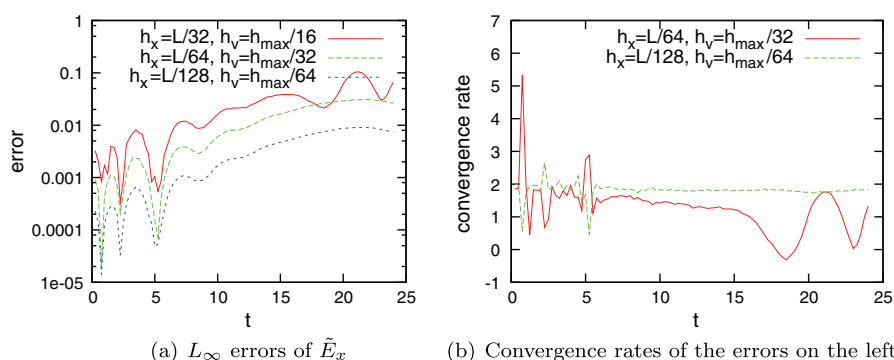 h_x=L/32, h_v=h_max/16
h_x=L/64, h_v=h_max/32
h_x=L/128, h_v=h_max/64
1
0.1
0.01
0.001
0.0001
1e-05
error
0 5 10 15 20 25
t
(a) L_∞ errors of Ẽ_x
h_x=L/64, h_v=h_max/32
h_x=L/128, h_v=h_max/64
7
6
5
4
3
2
1
0
-1
convergence rate
0 5 10 15 20 25
t
(b) Convergence rates of the errors on the left